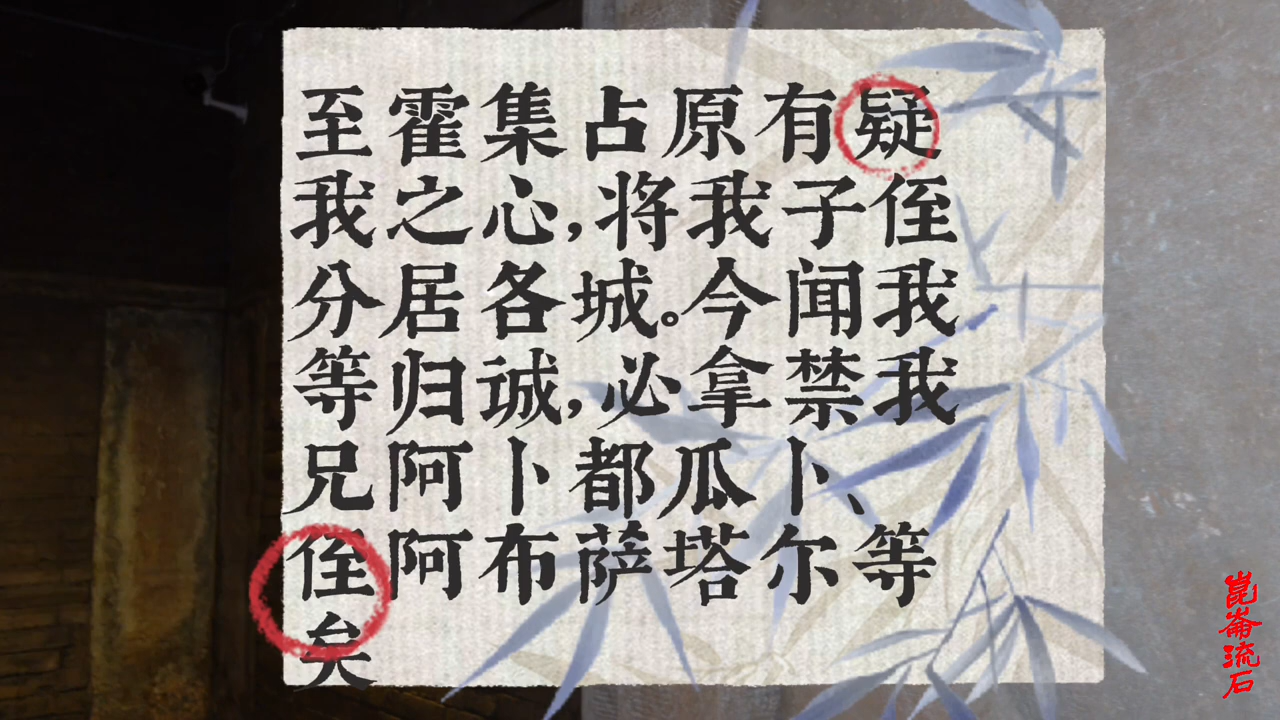 至霍集占原有疑
我之心,将我子侄
分居各城。今闻我
等归诚,必拿禁我
兄阿卜都瓜卜、
侄阿布萨塔尔等
矣
崑崙流石